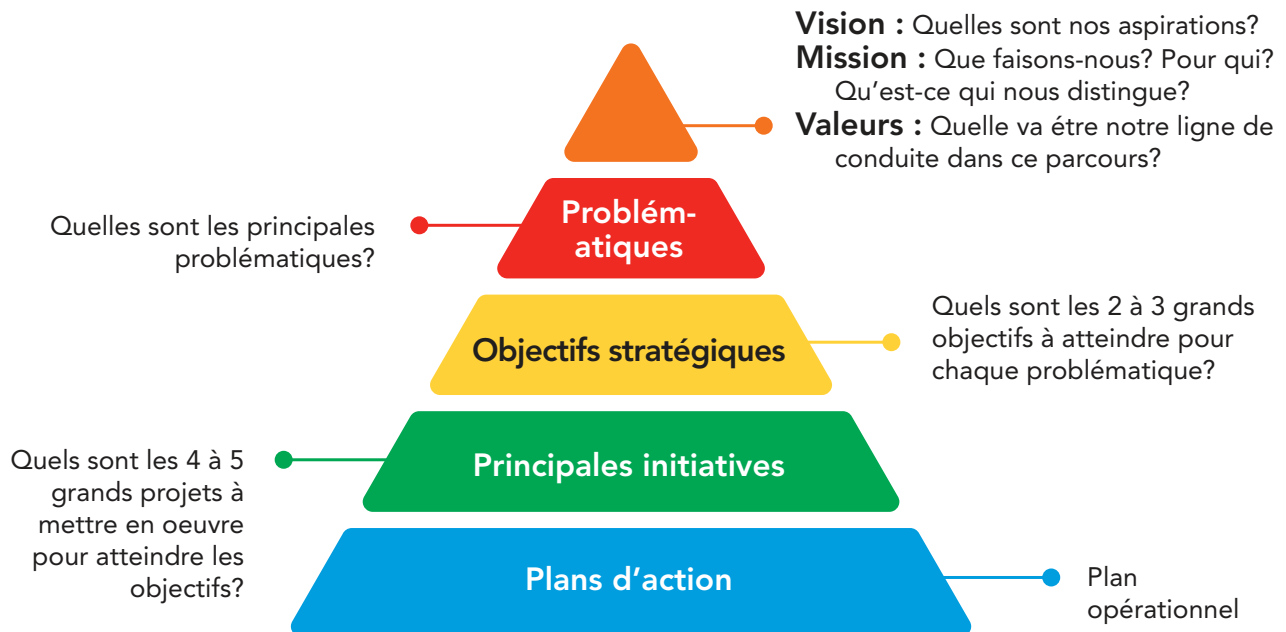 Vision : Quelles sont nos aspirations?
Mission : Que faisons-nous? Pour qui?
Qu’est-ce qui nous distingue?
Valeurs : Quelle va étre notre ligne de
conduite dans ce parcours?
Problém-
atiques
Quelles sont les principales
problématiques?
Objectifs stratégiques
Quels sont les 2 à 3 grands
objectifs à atteindre pour
chaque problématique?
Principales initiatives
Quels sont les 4 à 5
grands projets à
mettre en oeuvre
pour atteindre les
objectifs?
Plans d’action
Plan
opérationnel